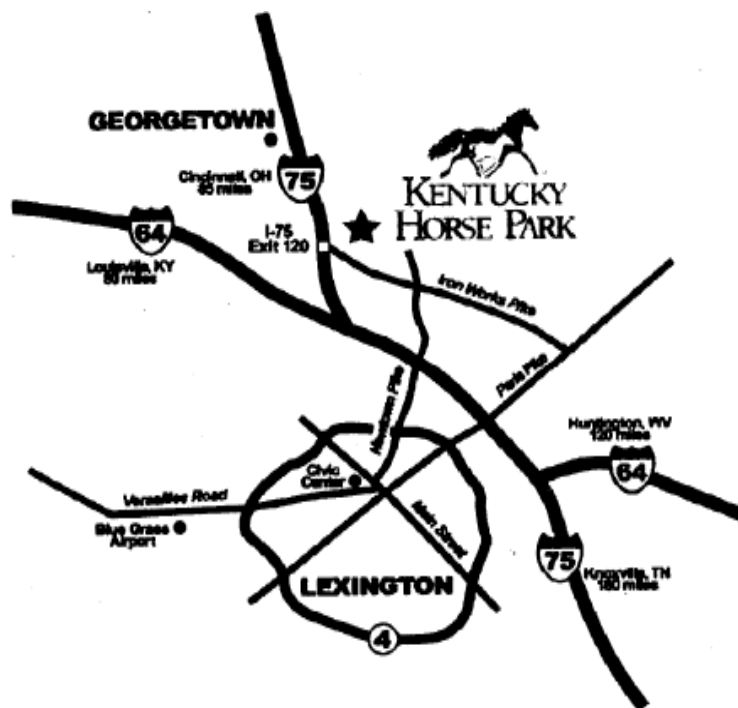 GEORGETOWN
Cincinnati, OH
75
KENTUCKY
HORSE PARK
64
I-75
Exit 120
Louisville, KY
Iron Works Pike
Paris Pike
Newtown Pike
Huntington, WV
120 miles
64
Civic
Center
Versailles Road
Main Street
Blue Grass
Airport
75
Knoxville, TN
LEXINGTON
4